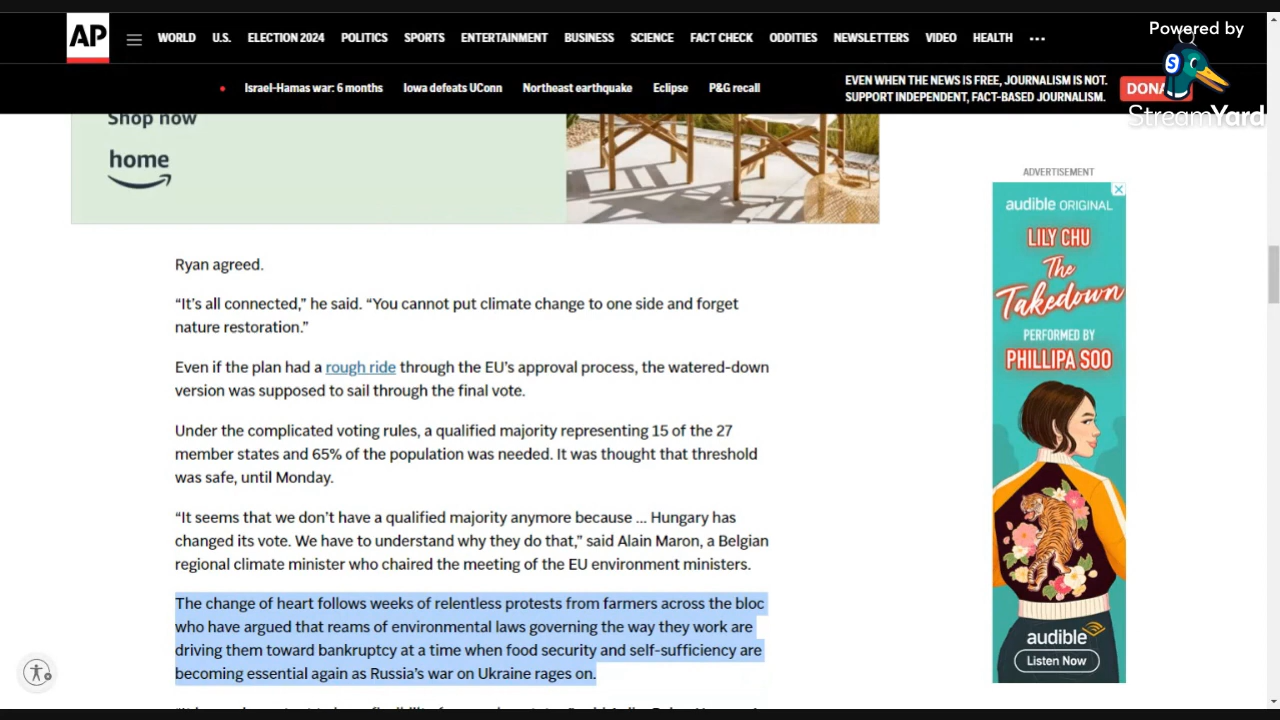 Powered by
StreamYard
AP
WORLD U.S. ELECTION 2024 POLITICS SPORTS ENTERTAINMENT BUSINESS SCIENCE FACT CHECK ODDITIES NEWSLETTERS VIDEO HEALTH ...
Israel-Hamas war: 6 months Iowa defeats UConn Northeast earthquake Eclipse P&G recall
EVEN WHEN THE NEWS IS FREE, JOURNALISM IS NOT.
SUPPORT INDEPENDENT, FACT-BASED JOURNALISM.
Shop now
home
Ryan agreed.
“It’s all connected,” he said. “You cannot put climate change to one side and forget
nature restoration.”
Even if the plan had a rough ride through the EU’s approval process, the watered-down
version was supposed to sail through the final vote.
Under the complicated voting rules, a qualified majority representing 15 of the 27
member states and 65% of the population was needed. It was thought that threshold
was safe, until Monday.
“It seems that we don’t have a qualified majority anymore because ... Hungary has
changed its vote. We have to understand why they do that,” said Alain Maron, a Belgian
regional climate minister who chaired the meeting of the EU environment ministers.
The change of heart follows weeks of relentless protests from farmers across the bloc
who have argued that reams of environmental laws governing the way they work are
driving them toward bankruptcy at a time when food security and self-sufficiency are
becoming essential again as Russia’s war on Ukraine rages on.
ADVERTISEMENT
audible ORIGINAL
LILY CHU
The
Takedown
PERFORMED BY
PHILLIPA SOO
audible
Listen Now